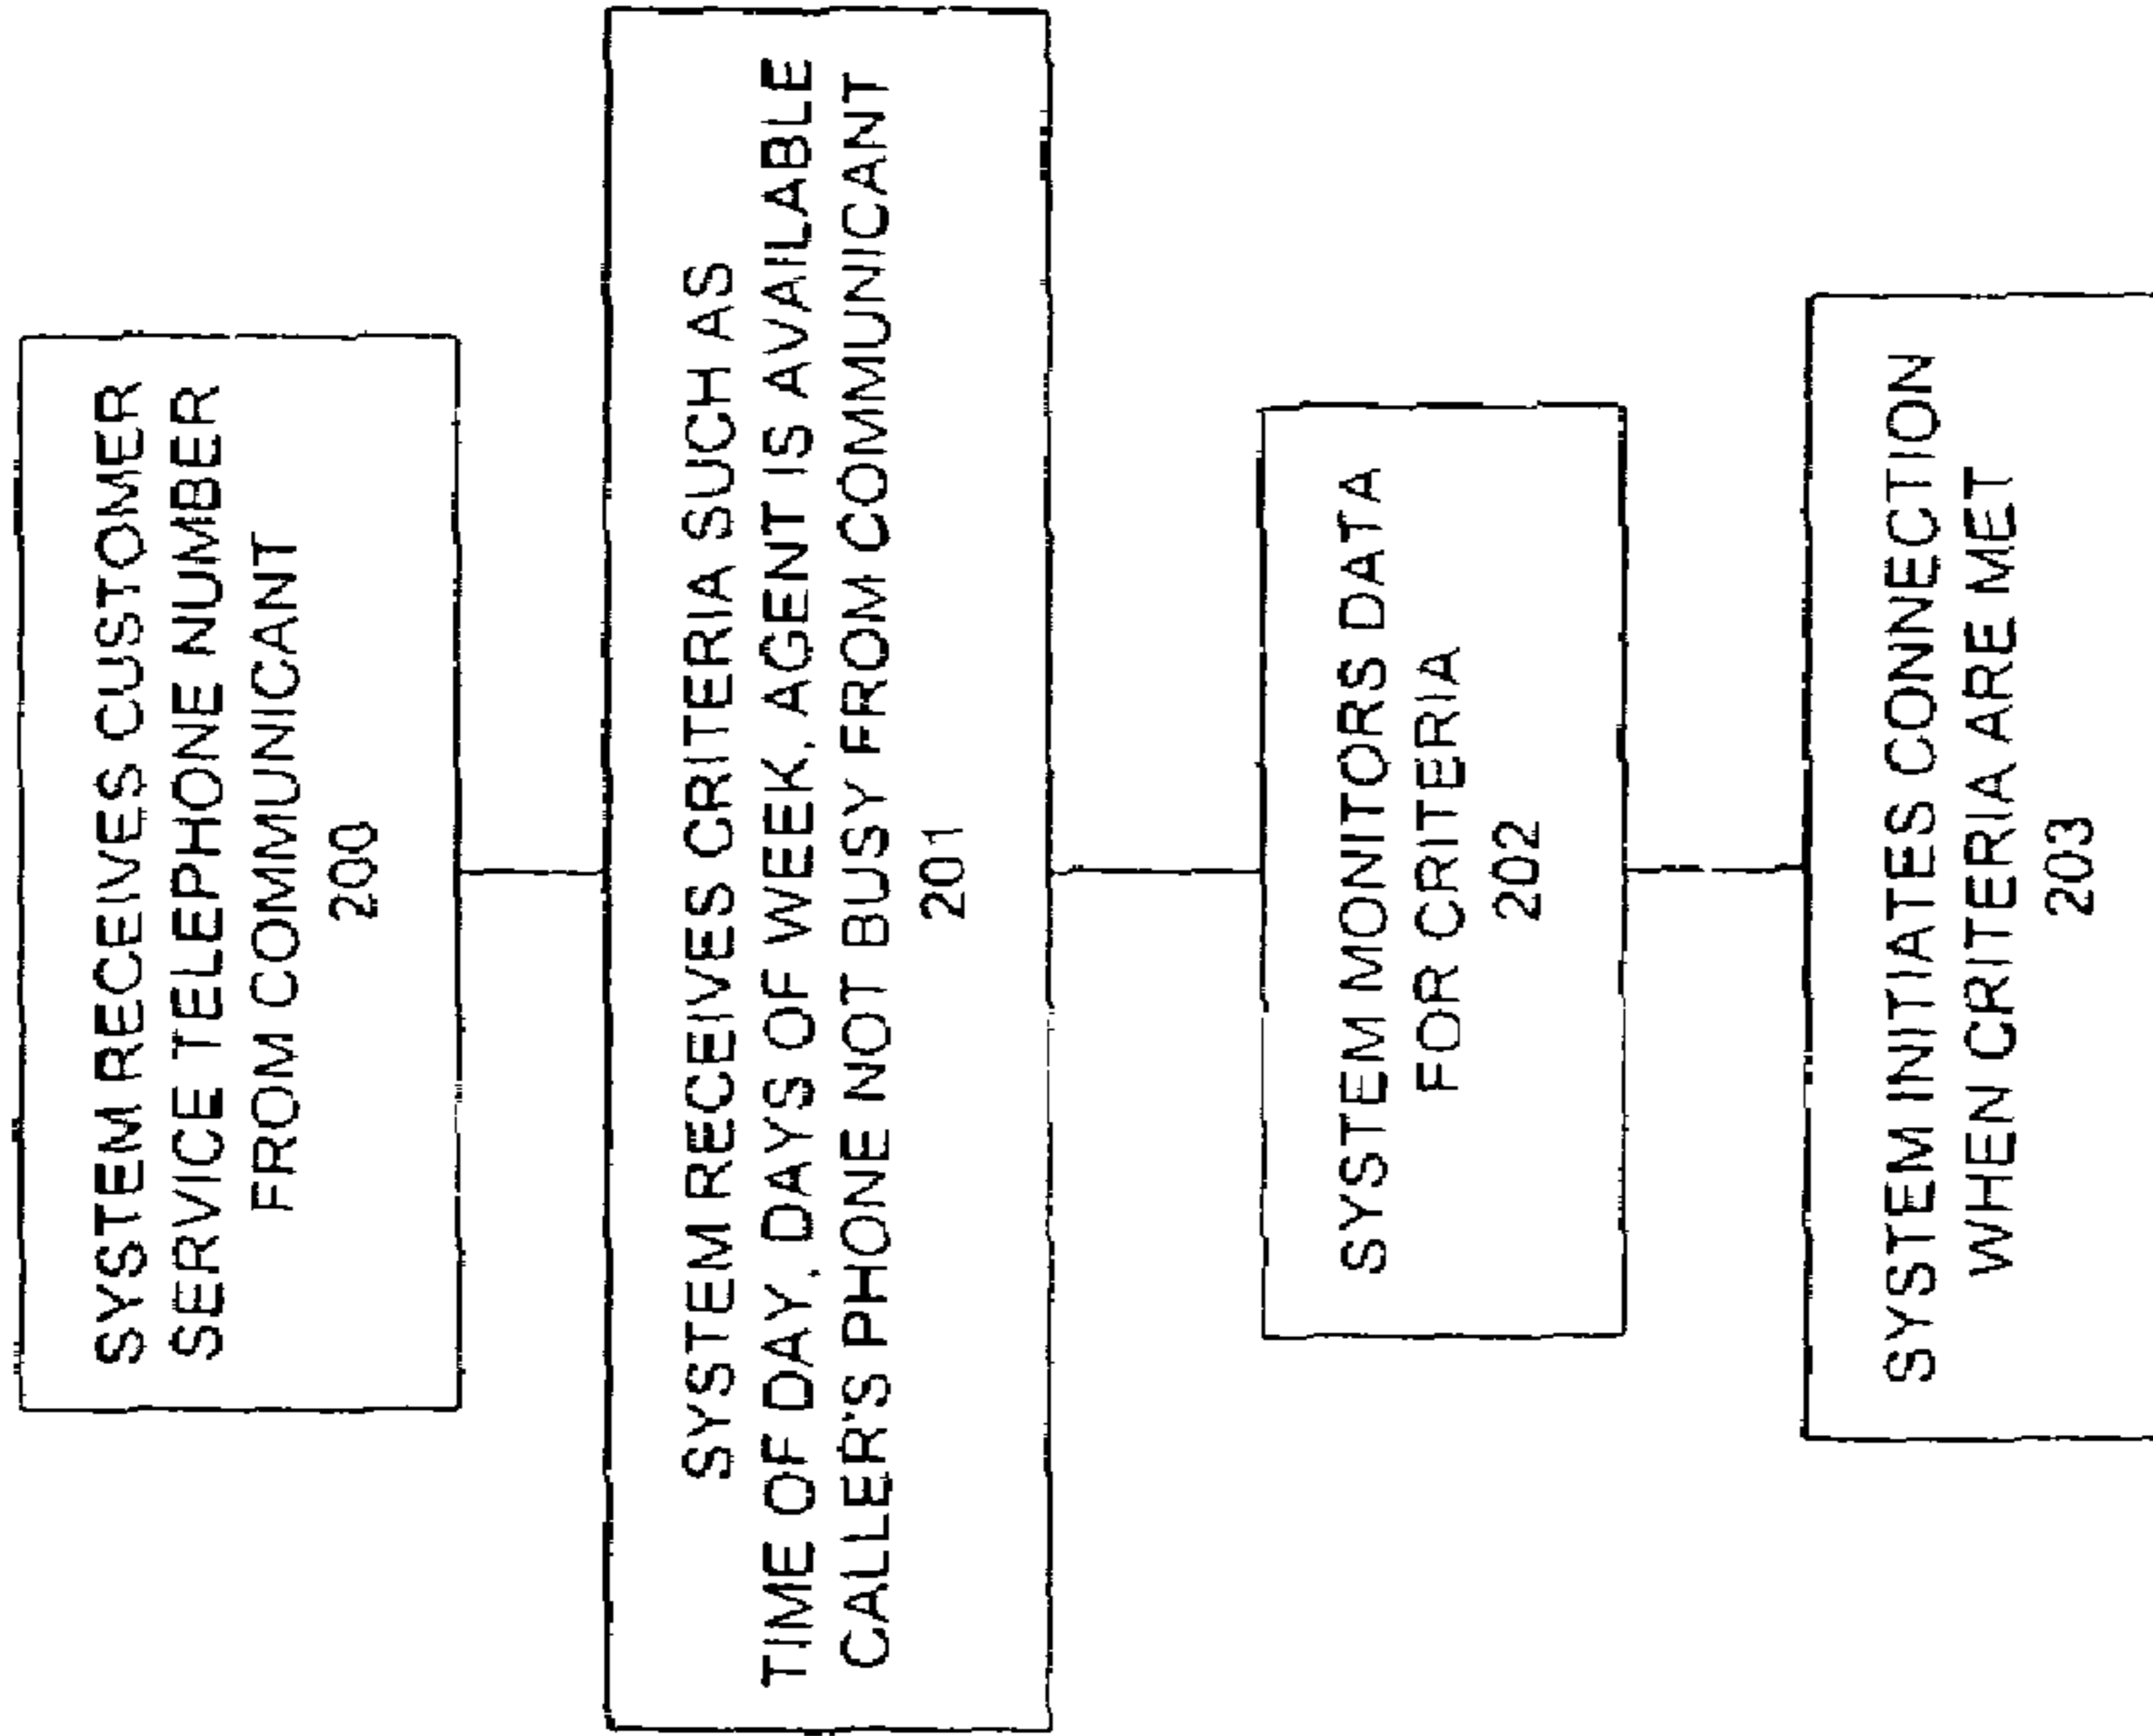 SYSTEM RECEIVES CUSTOMER
SERVICE TELEPHONE NUMBER
FROM COMMUNICANT
200
SYSTEM RECEIVES CRITERIA SUCH AS
TIME OF DAY, DAYS OF WEEK, AGENT IS AVAILABLE
CALLER'S PHONE NOT BUSY FROM COMMUNICANT
201
SYSTEM MONITORS DATA
FOR CRITERIA
202
SYSTEM INITIATES CONNECTION
WHEN CRITERIA ARE MET
203